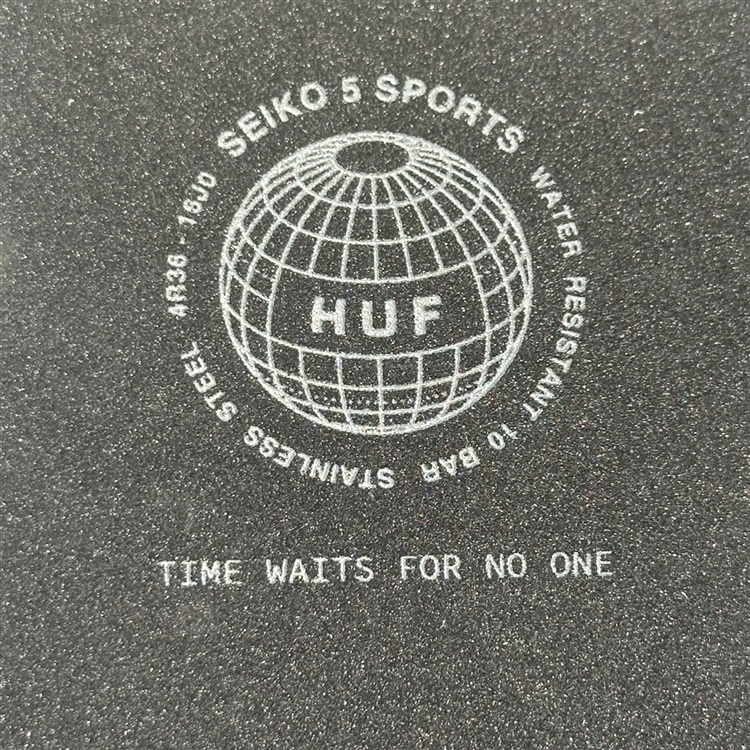 SEIKO 5 SPORTS
WATER RESISTANT 10 BAR
STAINLESS STEEL
4R36 - 16J0
HUF
TIME WAITS FOR NO ONE